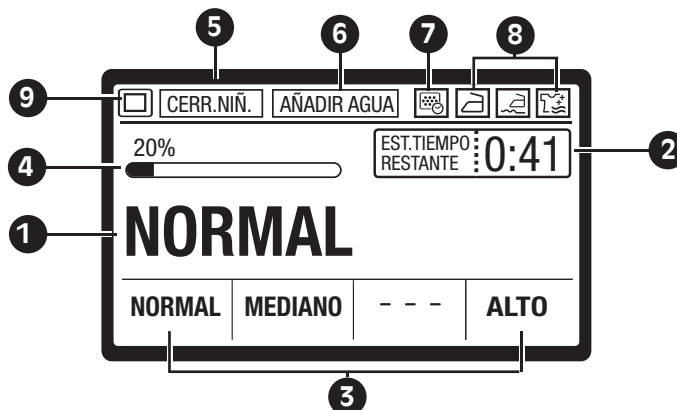 5
6
7
8
9
CERR.NIÑ.
AÑADIR AGUA
20%
EST.TIEMPO
RESTANTE
0:41
2
4
1
NORMAL
NORMAL
MEDIANO
- - -
ALTO
3